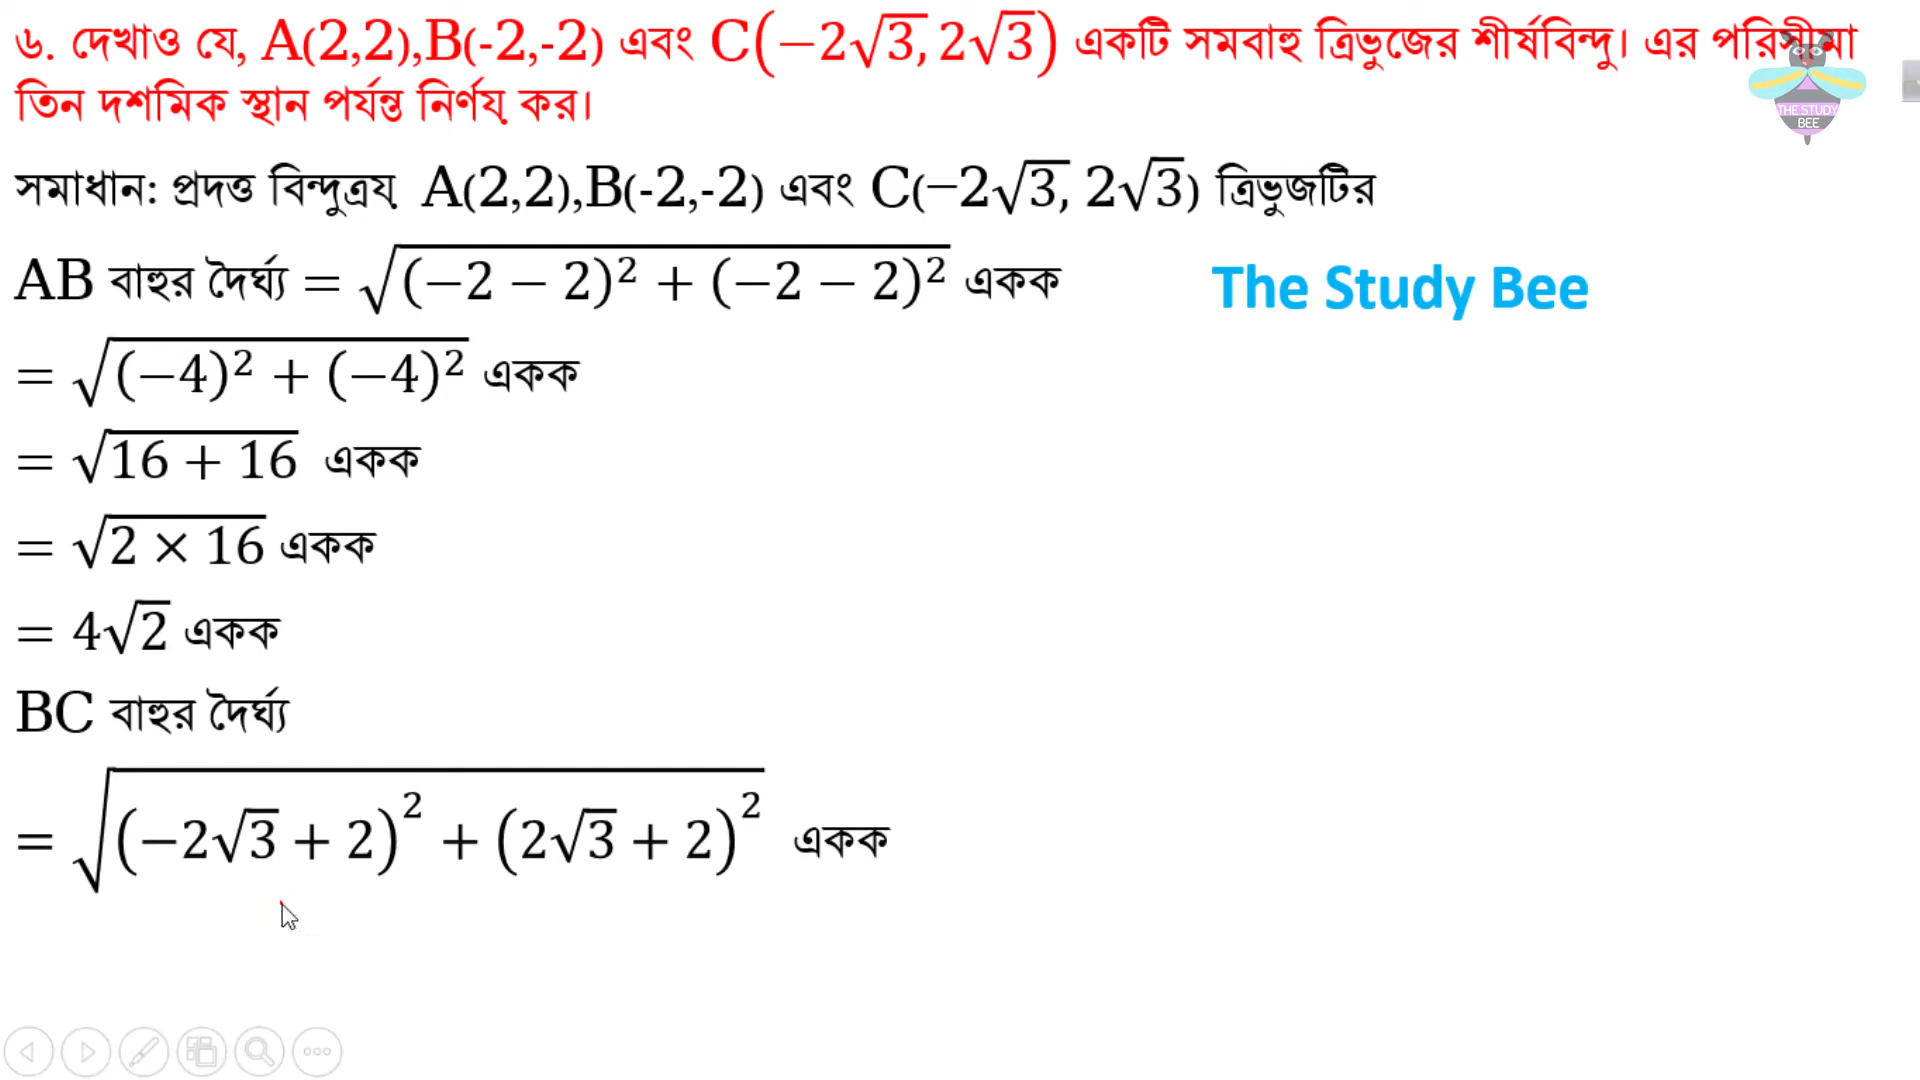 ৬. দেখাও যে, A(2,2),B(-2,-2) এবং C(−2√3, 2√3) একটি সমবাহু ত্রিভুজের শীর্ষবিন্দু। এর পরিসীমা
তিন দশমিক স্থান পর্যন্ত নির্ণয় কর।
THE STUDY
BEE
সমাধান: প্রদত্ত বিন্দুত্রয় A(2,2),B(-2,-2) এবং C(−2√3, 2√3) ত্রিভুজটির
AB বাহুর দৈর্ঘ্য = √((−2 − 2)² + (−2 − 2)²) একক
The Study Bee
= √((−4)² + (−4)²) একক
= √(16 + 16) একক
= √(2 × 16) একক
= 4√2 একক
BC বাহুর দৈর্ঘ্য
= √((−2√3 + 2)² + (2√3 + 2)²) একক